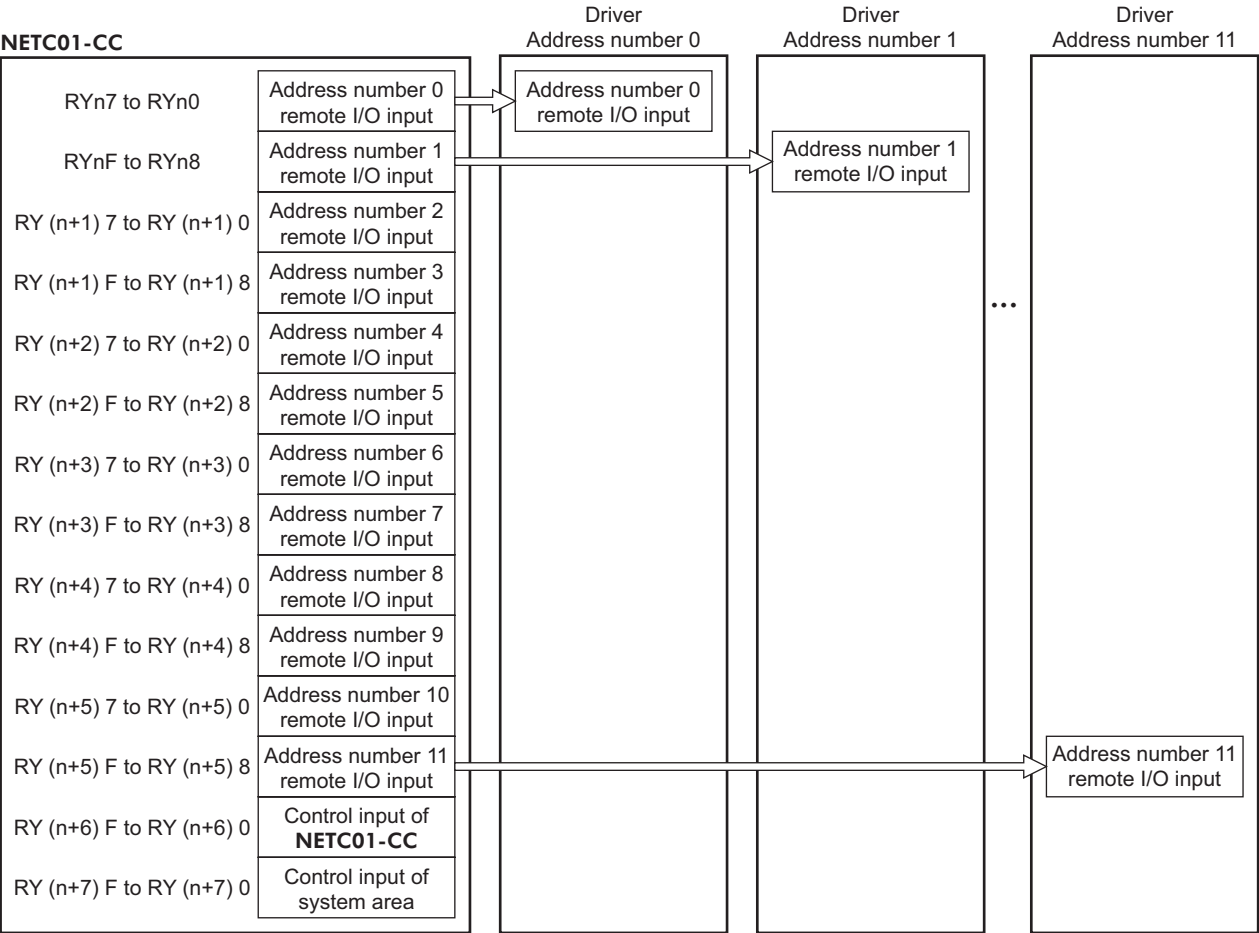 NETC01-CC
Driver
Address number 0
Driver
Address number 1
Driver
Address number 11
RYn7 to RYn0
Address number 0
remote I/O input
Address number 0
remote I/O input
RYnF to RYn8
Address number 1
remote I/O input
Address number 1
remote I/O input
RY (n+1) 7 to RY (n+1) 0
Address number 2
remote I/O input
RY (n+1) F to RY (n+1) 8
Address number 3
remote I/O input
...
RY (n+2) 7 to RY (n+2) 0
Address number 4
remote I/O input
RY (n+2) F to RY (n+2) 8
Address number 5
remote I/O input
RY (n+3) 7 to RY (n+3) 0
Address number 6
remote I/O input
RY (n+3) F to RY (n+3) 8
Address number 7
remote I/O input
RY (n+4) 7 to RY (n+4) 0
Address number 8
remote I/O input
RY (n+4) F to RY (n+4) 8
Address number 9
remote I/O input
RY (n+5) 7 to RY (n+5) 0
Address number 10
remote I/O input
RY (n+5) F to RY (n+5) 8
Address number 11
remote I/O input
Address number 11
remote I/O input
RY (n+6) F to RY (n+6) 0
Control input of
NETC01-CC
RY (n+7) F to RY (n+7) 0
Control input of
system area